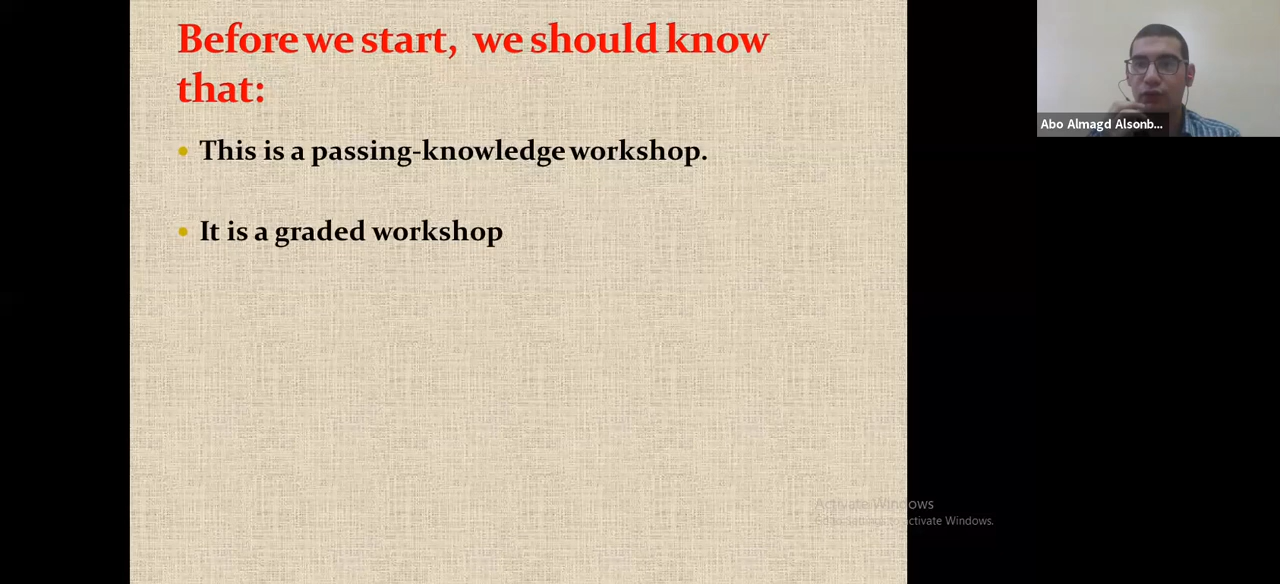 Before we start, we should know
that:
• This is a passing-knowledge workshop.
• It is a graded workshop
Abo Almagd Alsonb...
Activate Windows
Go to Settings to activate Windows.